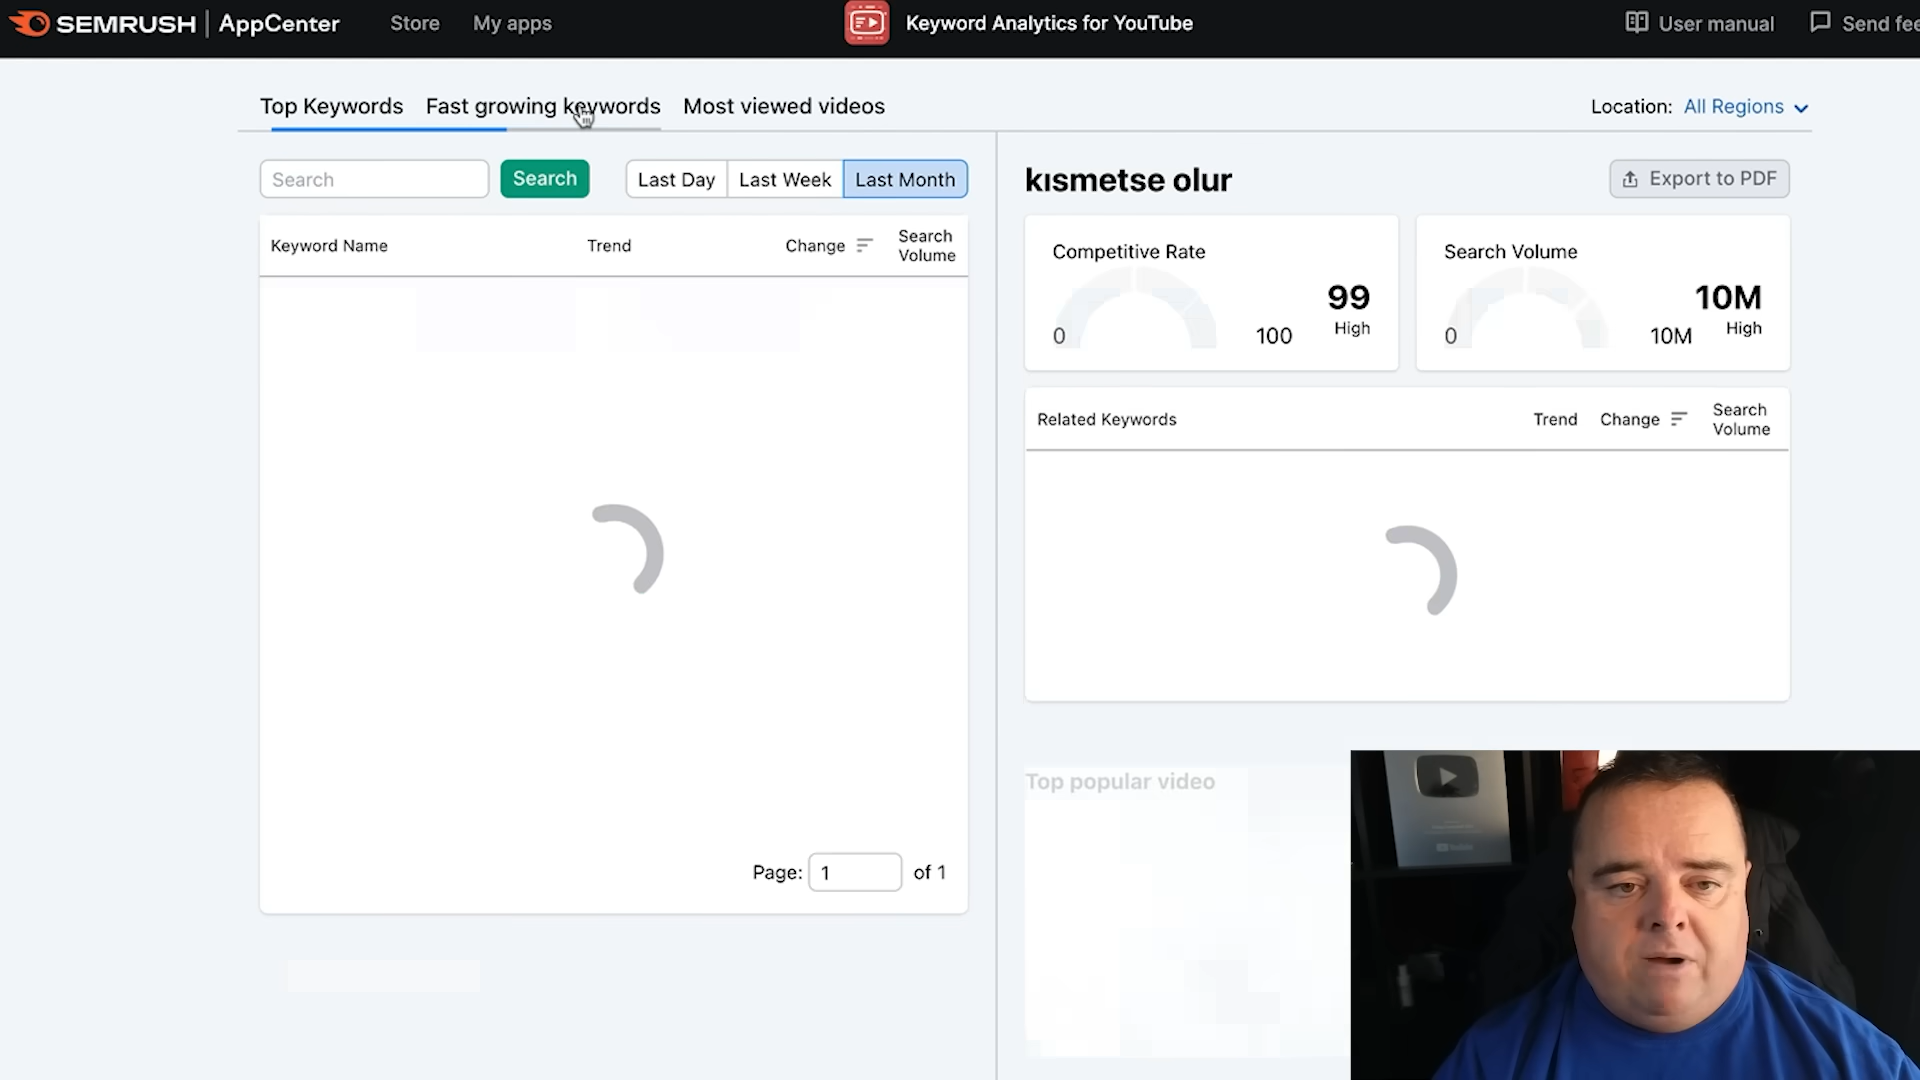 SEMRUSH | AppCenter
Store
My apps
Keyword Analytics for YouTube
User manual
Send fee
Top Keywords
Fast growing keywords
Most viewed videos
Location: All Regions
Search
Search
Last Day
Last Week
Last Month
Keyword Name
Trend
Change
Search
Volume
Page: 1 of 1
kısmetse olur
Export to PDF
Competitive Rate
99
High
0
100
Search Volume
10M
High
0
10M
Related Keywords
Trend
Change
Search
Volume
Top popular video